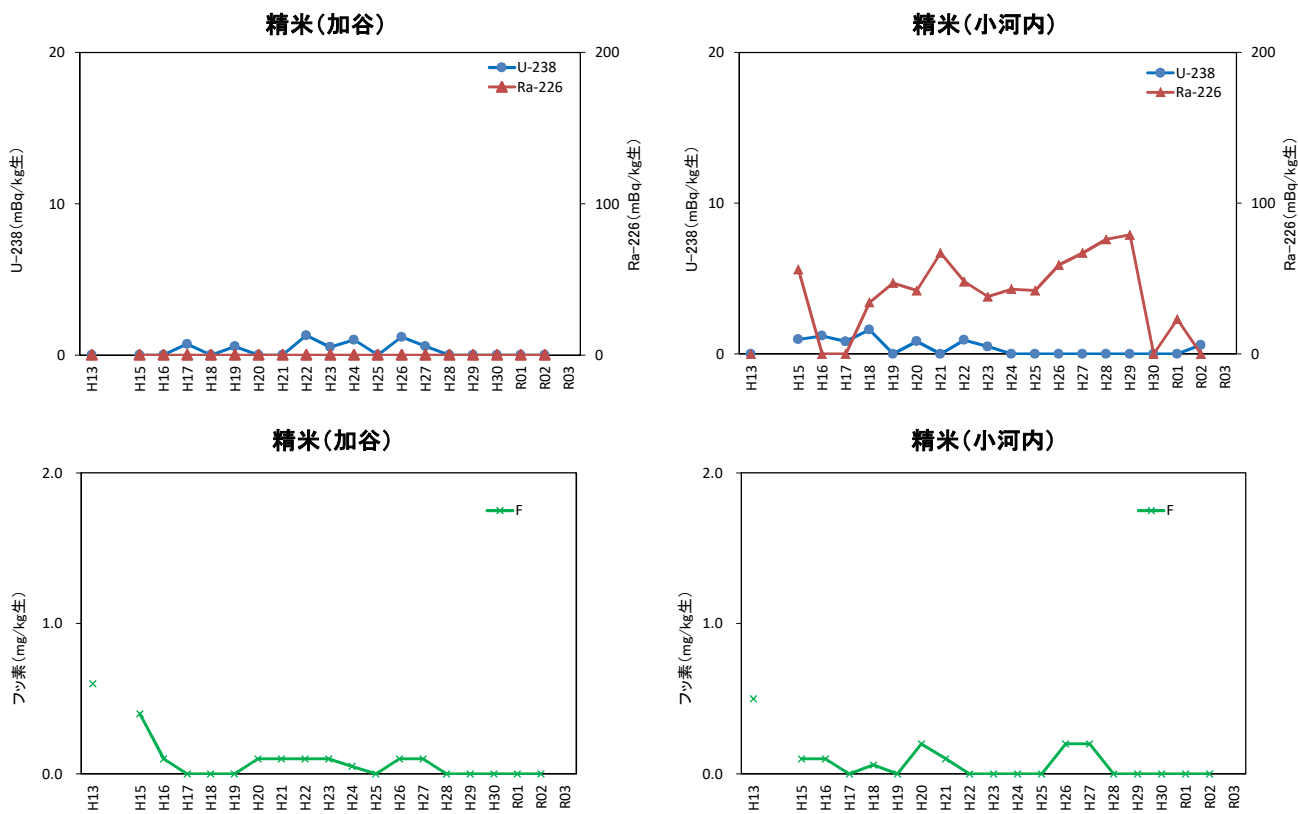 精米(加谷)
20
10
0
U-238(mBq/kg生)
U-238
Ra-226
200
100
0
Ra-226(mBq/kg生)
H13
H15
H16
H17
H18
H19
H20
H21
H22
H23
H24
H25
H26
H27
H28
H29
H30
R01
R02
R03
精米(小河内)
20
10
0
U-238(mBq/kg生)
U-238
Ra-226
200
100
0
Ra-226(mBq/kg生)
H13
H15
H16
H17
H18
H19
H20
H21
H22
H23
H24
H25
H26
H27
H28
H29
H30
R01
R02
R03
精米(加谷)
2.0
1.0
0.0
フッ素(mg/kg生)
F
H13
H15
H16
H17
H18
H19
H20
H21
H22
H23
H24
H25
H26
H27
H28
H29
H30
R01
R02
R03
精米(小河内)
2.0
1.0
0.0
フッ素(mg/kg生)
F
H13
H15
H16
H17
H18
H19
H20
H21
H22
H23
H24
H25
H26
H27
H28
H29
H30
R01
R02
R03